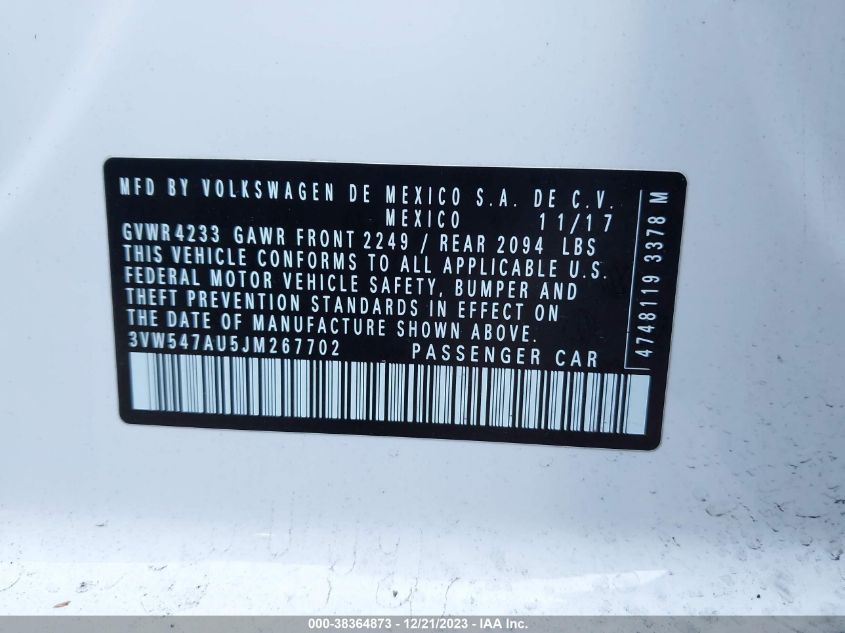 MFD BY VOLKSWAGEN DE MEXICO S.A. DE C.V.
MEXICO 11/17
GVWR 4233 GAWR FRONT 2249 / REAR 2094 LBS
THIS VEHICLE CONFORMS TO ALL APPLICABLE U.S.
FEDERAL MOTOR VEHICLE SAFETY, BUMPER AND
THEFT PREVENTION STANDARDS IN EFFECT ON
THE DATE OF MANUFACTURE SHOWN ABOVE.
3VW547AU5JM267702 PASSENGER CAR
4748119 3378 M
000-38364873 - 12/21/2023 - IAA Inc.